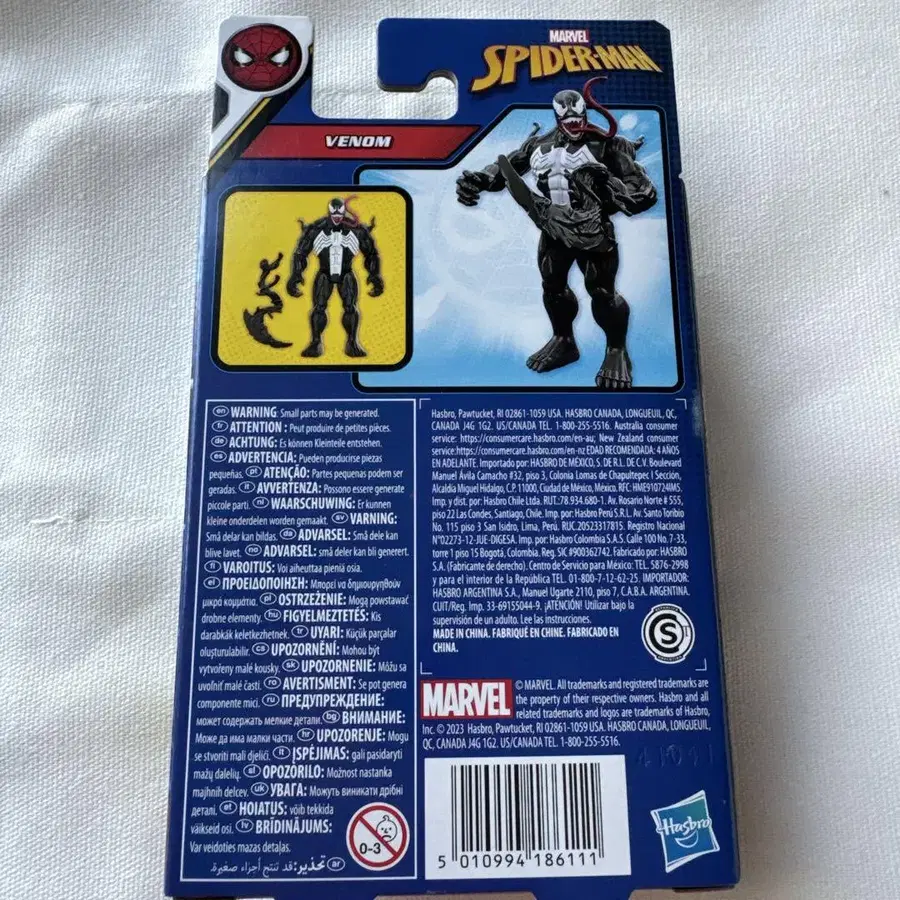 MARVEL
SPIDER-MAN
VENOM
en WARNING: Small parts may be generated.
fr ATTENTION : Peut produire de petites pièces.
de ACHTUNG: Es können Kleinteile entstehen.
es ADVERTENCIA: Pueden producirse piezas
pequeñas. pt ATENÇÃO: Partes pequenas podem ser
geradas. it AVVERTENZA: Possono essere generate
piccole parti. nl WAARSCHUWING: Er kunnen
kleine onderdelen worden gemaakt. sv VARNING:
Små delar kan bildas. da ADVARSEL: Små dele kan
blive lavet. no ADVARSEL: små deler kan bli generert.
fi VAROITUS: Voi aiheuttaa pieniä osia.
el ΠΡΟΕΙΔΟΠΟΙΗΣΗ: Μπορεί να δημιουργηθούν
μικρά κομμάτια. pl OSTRZEŻENIE: Mogą powstawać
drobne elementy. hu FIGYELMEZTETÉS: Kis
darabkák keletkezhetnek. tr UYARI: Küçük parçalar
oluşturulabilir. cs UPOZORNĚNÍ: Mohou být
vytvořeny malé kousky. sk UPOZORNENIE: Môžu sa
uvoľniť malé časti. ro AVERTISMENT: Se pot genera
componente mici. ru ПРЕДУПРЕЖДЕНИЕ:
может содержать мелкие детали. bg ВНИМАНИЕ:
Може да има малки части. hr UPOZORENJE: Mogu
se stvoriti mali djelići. lt ĮSPĖJIMAS: gali pasidaryti
mažų dalelių. sl OPOZORILO: Možnost nastanka
majhnih delcev. uk УВАГА: Можуть виникати дрібні
деталі. et HOIATUS: võib tekkida
väikseid osi. lv BRĪDINĀJUMS:
Var veidoties mazas detaļas.
ar تحذير: قد تنتج أجزاء صغيرة.
0-3
Hasbro, Pawtucket, RI 02861-1059 USA. HASBRO CANADA, LONGUEUIL, QC,
CANADA J4G 1G2. US/CANADA TEL. 1-800-255-5516. Australia consumer
service: https://consumercare.hasbro.com/en-au; New Zealand consumer
service:https://consumercare.hasbro.com/en-nz EDAD RECOMENDADA: 4 AÑOS
EN ADELANTE. Importado por: HASBRO DE MÉXICO, S. DE R.L. DE C.V. Boulevard
Manuel Ávila Camacho #32, piso 3, Colonia Lomas de Chapultepec I Sección,
Alcaldía Miguel Hidalgo, C.P. 11000, Ciudad de México, México. RFC: HME910724IM5.
Imp. y dist. por: Hasbro Chile Ltda. RUT.:78.934.680-1. Av. Rosario Norte # 555,
piso 22 Las Condes, Santiago, Chile. Imp. por: Hasbro Perú S.R.L. Av. Santo Toribio
No. 115 piso 3 San Isidro, Lima, Perú. RUC 20523317815. Registro Nacional
N°02273-12-JUE-DIGESA. Imp. por: Hasbro Colombia S.A.S. Calle 100 No. 7-33,
torre 1 piso 15 Bogotá, Colombia. Reg. SIC #900362742. Fabricado por: HASBRO
S.A. (Fabricante de derecho). Centro de Servicio para México: TEL. 5876-2998
y para el interior de la República TEL. 01-800-7-12-62-25. IMPORTADOR:
HASBRO ARGENTINA S.A., Manuel Ugarte 2110, piso 7, C.A.B.A. ARGENTINA.
CUIT/Reg. Imp. 33-69155044-9. ¡ATENCIÓN! Utilizar bajo la
supervisión de un adulto. Lee las instrucciones.
MADE IN CHINA. FABRIQUÉ EN CHINE. FABRICADO EN
CHINA.
S
MARVEL
© MARVEL. All trademarks and registered trademarks are
the property of their respective owners. Hasbro and all
related trademarks and logos are trademarks of Hasbro,
Inc. © 2023 Hasbro, Pawtucket, RI 02861-1059 USA. HASBRO CANADA, LONGUEUIL,
QC, CANADA J4G 1G2. US/CANADA TEL. 1-800-255-5516.
5 010994 186111
Hasbro